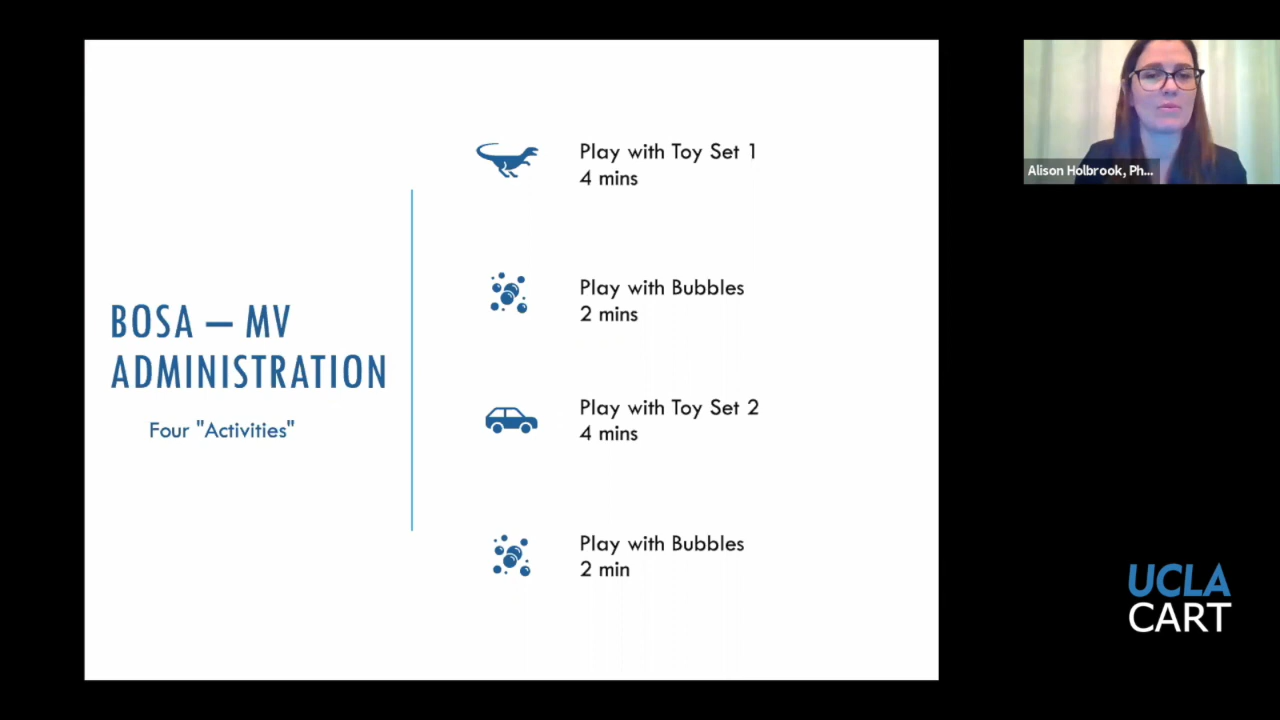 BOSA – MV
ADMINISTRATION
Four "Activities"
Play with Toy Set 1
4 mins
Play with Bubbles
2 mins
Play with Toy Set 2
4 mins
Play with Bubbles
2 min
Alison Holbrook, Ph...
UCLA
CART